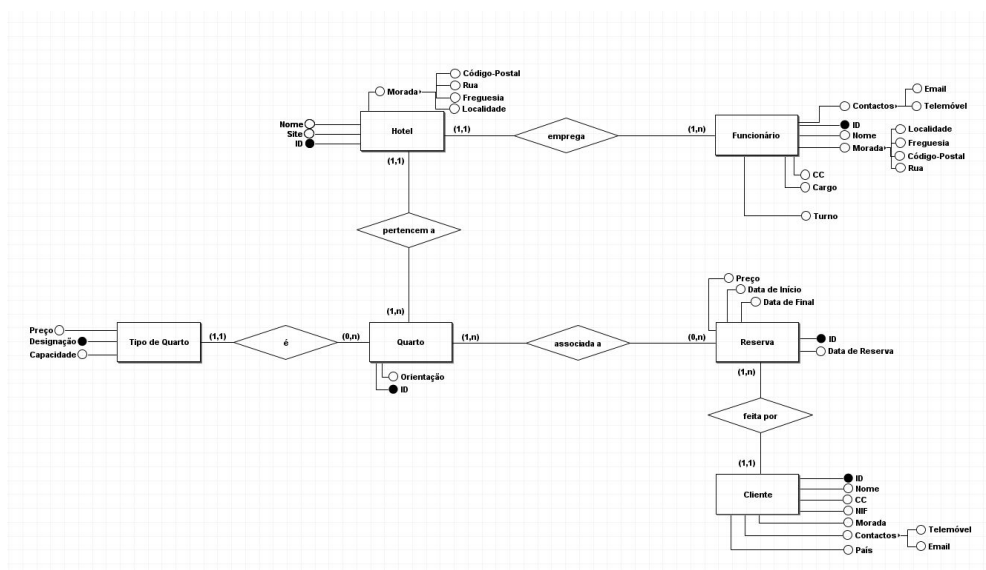 Código-Postal
Morada
Rua
Freguesia
Localidade
Nome
Site
ID
Hotel
(1,1)
emprega
(1,n)
Funcionário
Contactos
Email
Telemóvel
ID
Nome
Morada
Localidade
Freguesia
Código-Postal
Rua
CC
Cargo
Turno
(1,1)
pertencem a
(1,n)
Preço
Designação
Capacidade
Tipo de Quarto
(1,1)
é
(0,n)
Quarto
(1,n)
associada a
(0,n)
Reserva
Preço
Data de Início
Data de Final
ID
Data de Reserva
Orientação
ID
(1,n)
feita por
(1,1)
Cliente
ID
Nome
CC
NIF
Morada
Contactos
Telemóvel
Email
País